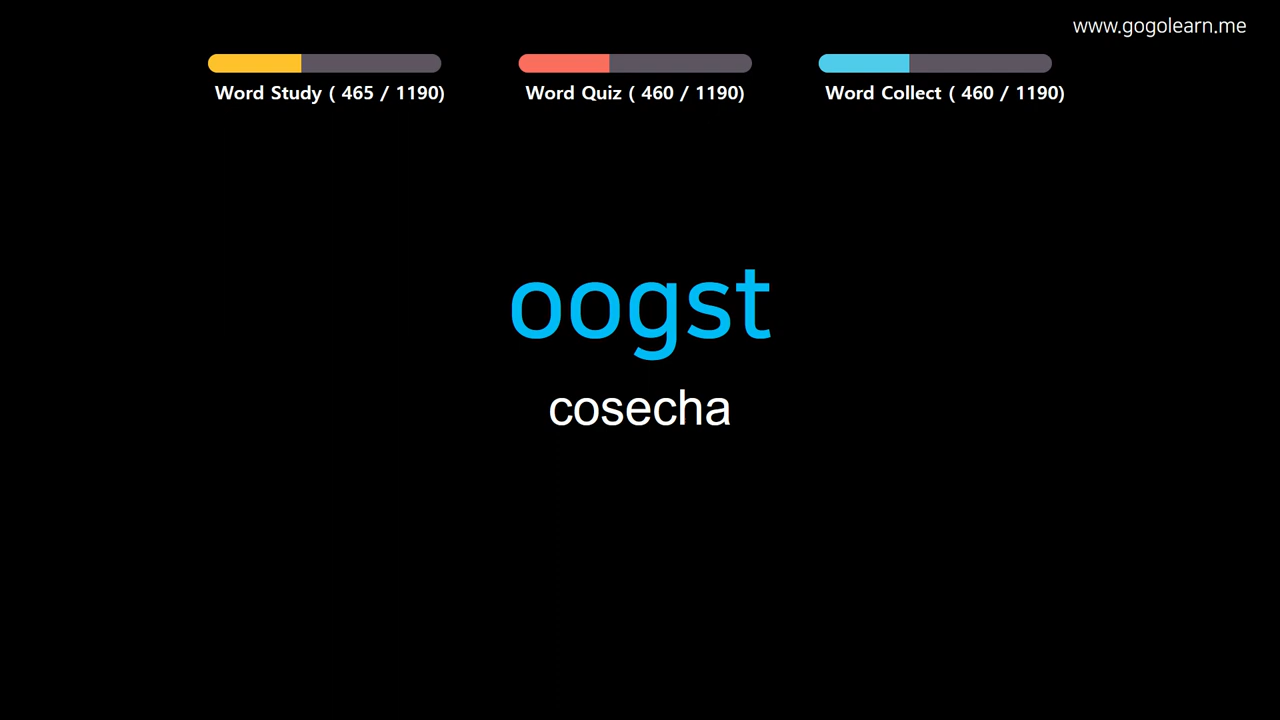 www.gogolearn.me
Word Study ( 465 / 1190)
Word Quiz ( 460 / 1190)
Word Collect ( 460 / 1190)
oogst
cosecha